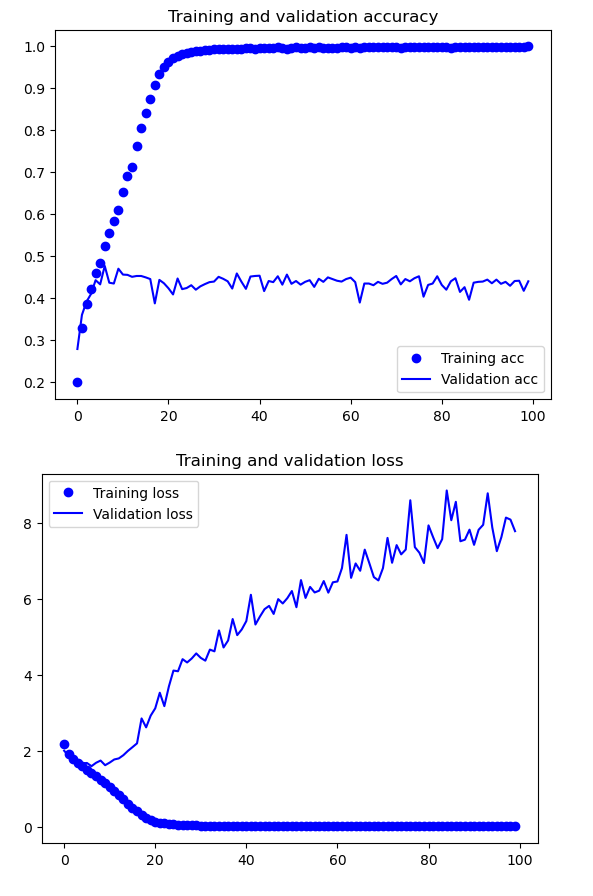 Training and validation accuracy
1.0
0.9
0.8
0.7
0.6
0.5
0.4
0.3
0.2
Training acc
Validation acc
0 20 40 60 80 100
Training and validation loss
Training loss
Validation loss
8
6
4
2
0
0 20 40 60 80 100